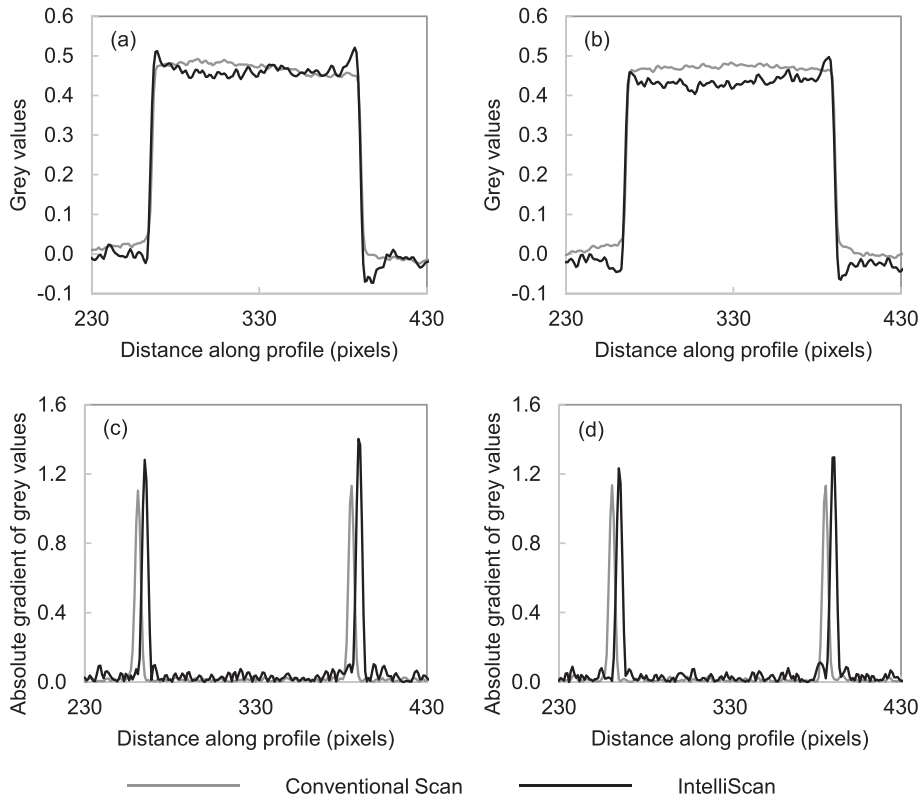 (a)
Grey values
0.6
0.5
0.4
0.3
0.2
0.1
0.0
-0.1
230 330 430
Distance along profile (pixels)
(b)
Grey values
0.6
0.5
0.4
0.3
0.2
0.1
0.0
-0.1
230 330 430
Distance along profile (pixels)
(c)
Absolute gradient of grey values
1.6
1.2
0.8
0.4
0.0
230 330 430
Distance along profile (pixels)
(d)
Absolute gradient of grey values
1.6
1.2
0.8
0.4
0.0
230 330 430
Distance along profile (pixels)
Conventional Scan IntelliScan